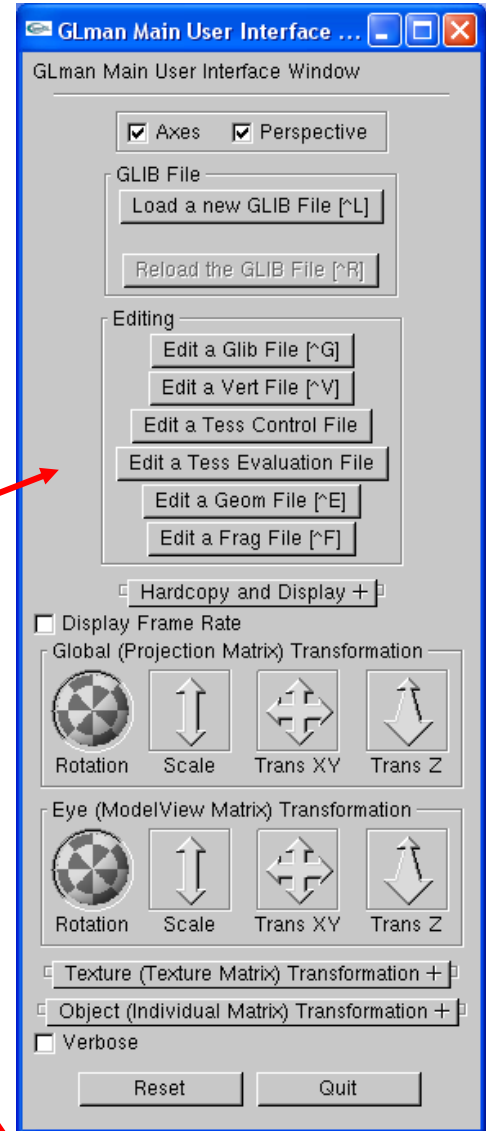 GLman Main User Interface ...
GLman Main User Interface Window
Axes Perspective
GLIB File
Load a new GLIB File [^L]
Reload the GLIB File [^R]
Editing
Edit a Glib File [^G]
Edit a Vert File [^V]
Edit a Tess Control File
Edit a Tess Evaluation File
Edit a Geom File [^E]
Edit a Frag File [^F]
Hardcopy and Display +
Display Frame Rate
Global (Projection Matrix) Transformation
Rotation Scale Trans XY Trans Z
Eye (ModelView Matrix) Transformation
Rotation Scale Trans XY Trans Z
Texture (Texture Matrix) Transformation +
Object (Individual Matrix) Transformation +
Verbose
Reset Quit